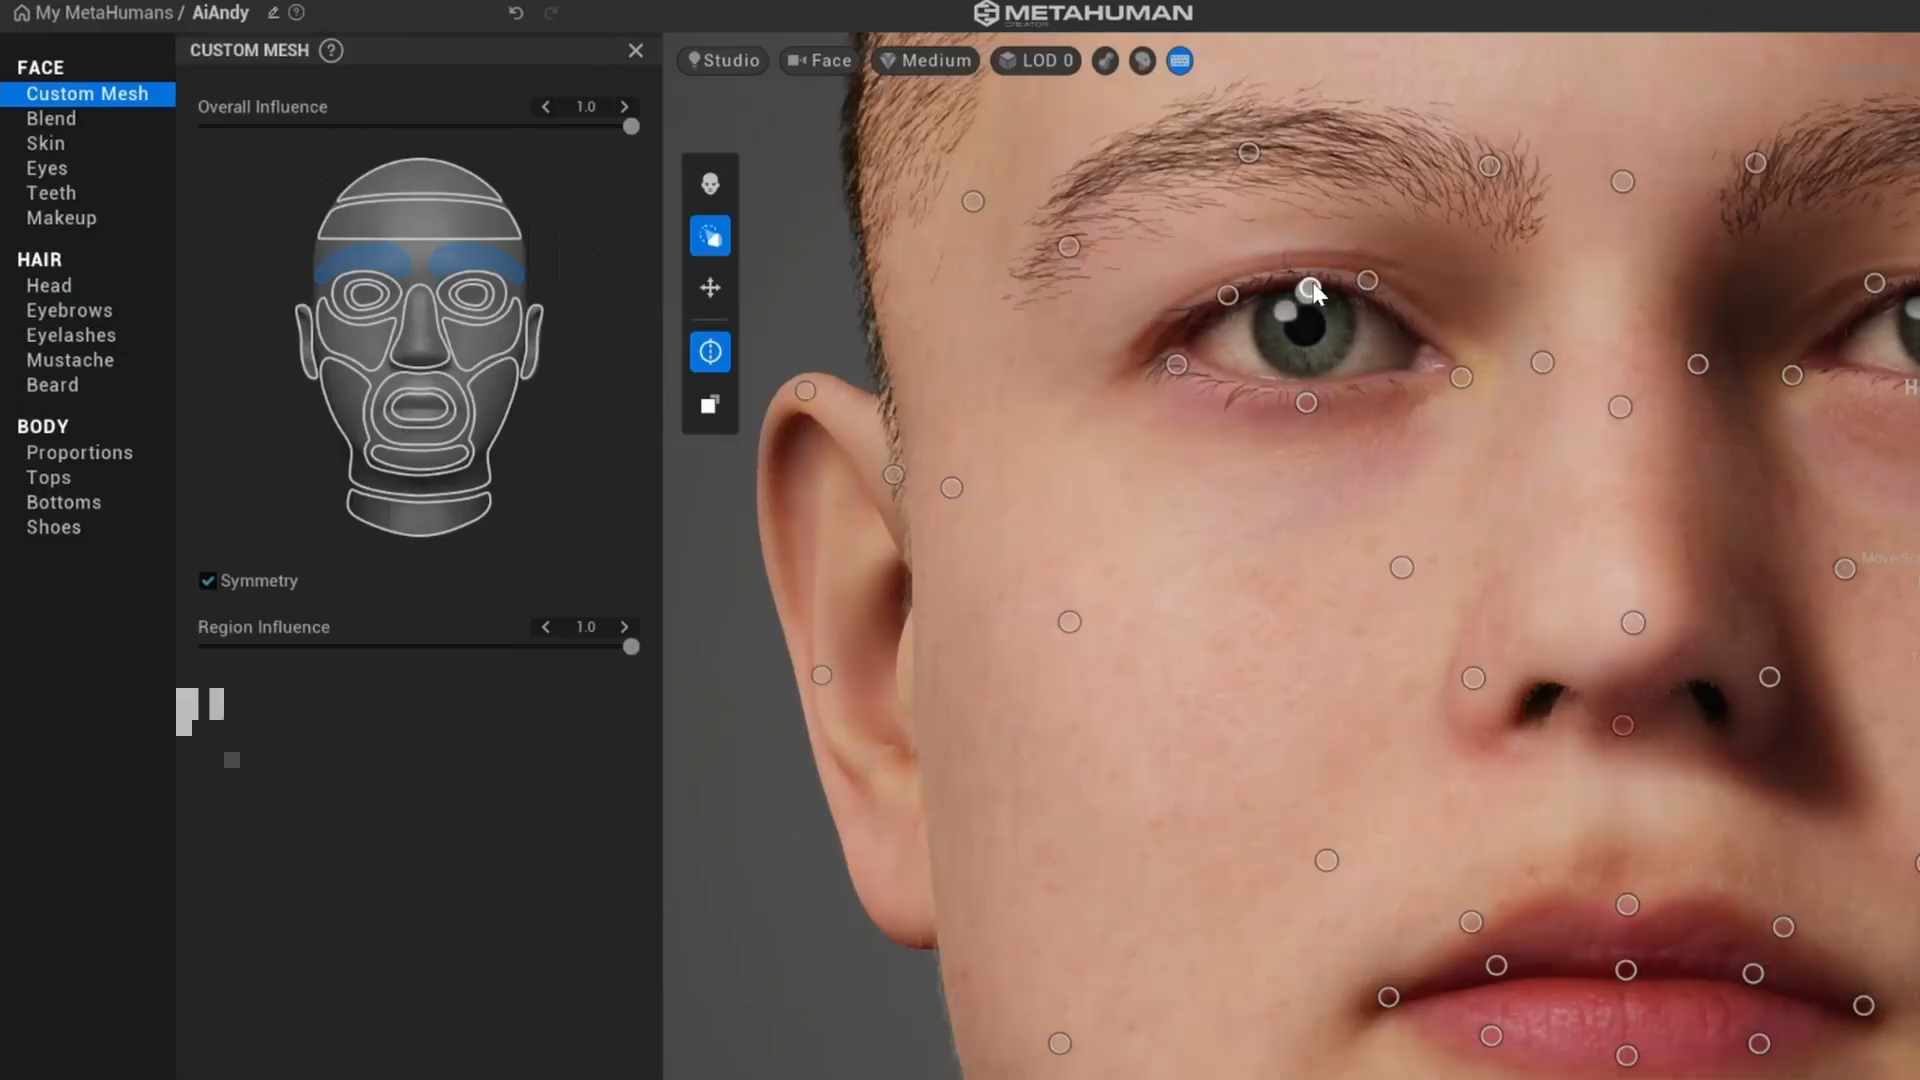 My MetaHumans / AiAndy
METAHUMAN
CREATOR
FACE
Custom Mesh
Blend
Skin
Eyes
Teeth
Makeup
HAIR
Head
Eyebrows
Eyelashes
Mustache
Beard
BODY
Proportions
Tops
Bottoms
Shoes
CUSTOM MESH ?
Overall Influence 1.0
Symmetry
Region Influence 1.0
Studio Face Medium LOD 0
H
Move